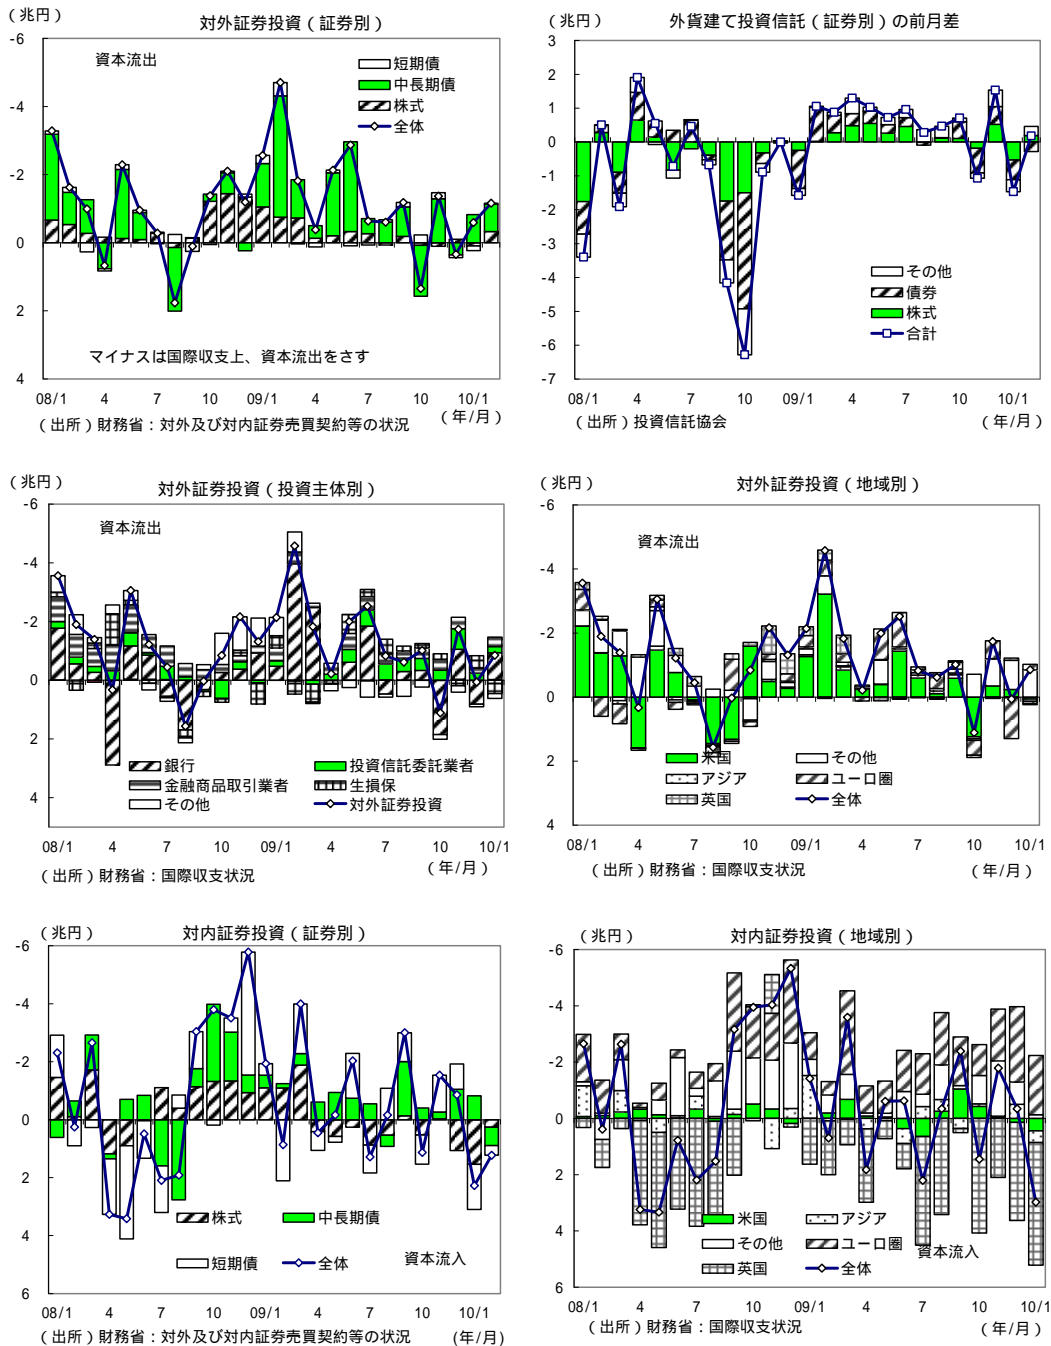 (兆円)
対外証券投資(証券別)
-6
-4
-2
0
2
4
資本流出
短期債
中長期債
株式
全体
マイナスは国際収支上、資本流出をさす
08/1 4 7 10 09/1 4 7 10 10/1
(年/月)
(出所)財務省:対外及び対内証券売買契約等の状況
(兆円)
外貨建て投資信託(証券別)の前月差
3
2
1
0
-1
-2
-3
-4
-5
-6
-7
その他
債券
株式
合計
08/1 4 7 10 09/1 4 7 10 10/1
(年/月)
(出所)投資信託協会
(兆円)
対外証券投資(投資主体別)
-6
-4
-2
0
2
4
資本流出
銀行 投資信託委託業者
金融商品取引業者 生損保
その他 対外証券投資
08/1 4 7 10 09/1 4 7 10 10/1
(年/月)
(出所)財務省:国際収支状況
(兆円)
対外証券投資(地域別)
-6
-4
-2
0
2
4
資本流出
米国 その他
アジア ユーロ圏
英国 全体
08/1 4 7 10 09/1 4 7 10 10/1
(出所)財務省:国際収支状況 (年/月)
(兆円)
対内証券投資(証券別)
-6
-4
-2
0
2
4
6
株式 中長期債
短期債 全体
資本流入
08/1 4 7 10 09/1 4 7 10 10/1
(出所)財務省:対外及び対内証券売買契約等の状況 (年/月)
(兆円)
対内証券投資(地域別)
-6
-4
-2
0
2
4
6
米国 アジア
その他 ユーロ圏
英国 全体
資本流入
08/1 4 7 10 09/1 4 7 10 10/1
(出所)財務省:国際収支状況 (年/月)